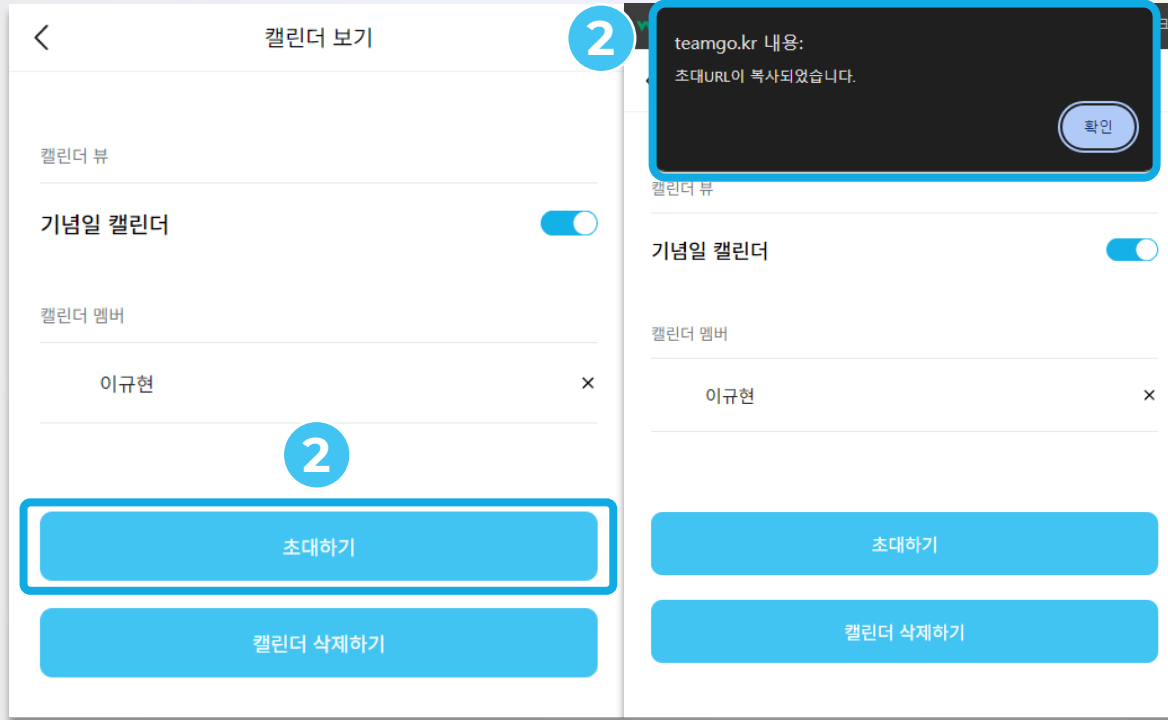 캘린더 보기
캘린더 뷰
기념일 캘린더
캘린더 멤버
이규현 ×
2
초대하기
캘린더 삭제하기
2
teamgo.kr 내용:
초대URL이 복사되었습니다.
확인
캘린더 뷰
기념일 캘린더
캘린더 멤버
이규현 ×
초대하기
캘린더 삭제하기